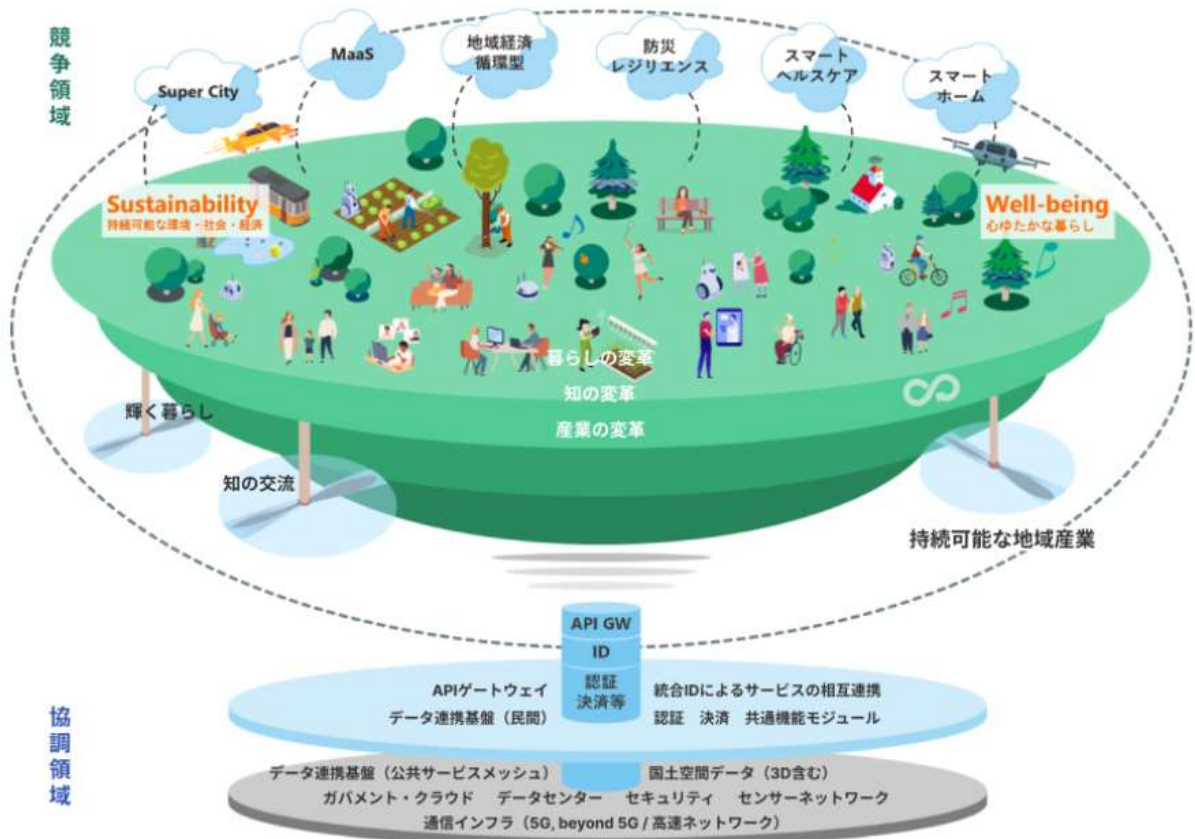 競争領域
Super City
MaaS
地域経済
循環型
防災
レジリエンス
スマート
ヘルスケア
スマート
ホーム
Sustainability
持続可能な環境・社会・経済
Well-being
心ゆたかな暮らし
暮らしの変革
知の変革
産業の変革
輝く暮らし
知の交流
持続可能な地域産業
API GW
ID
認証
決済等
協調領域
APIゲートウェイ
統合IDによるサービスの相互連携
データ連携基盤（民間）
認証 決済 共通機能モジュール
データ連携基盤（公共サービスメッシュ）
国土空間データ（3D含む）
ガバメント・クラウド データセンター セキュリティ センサーネットワーク
通信インフラ（5G, beyond 5G / 高速ネットワーク）